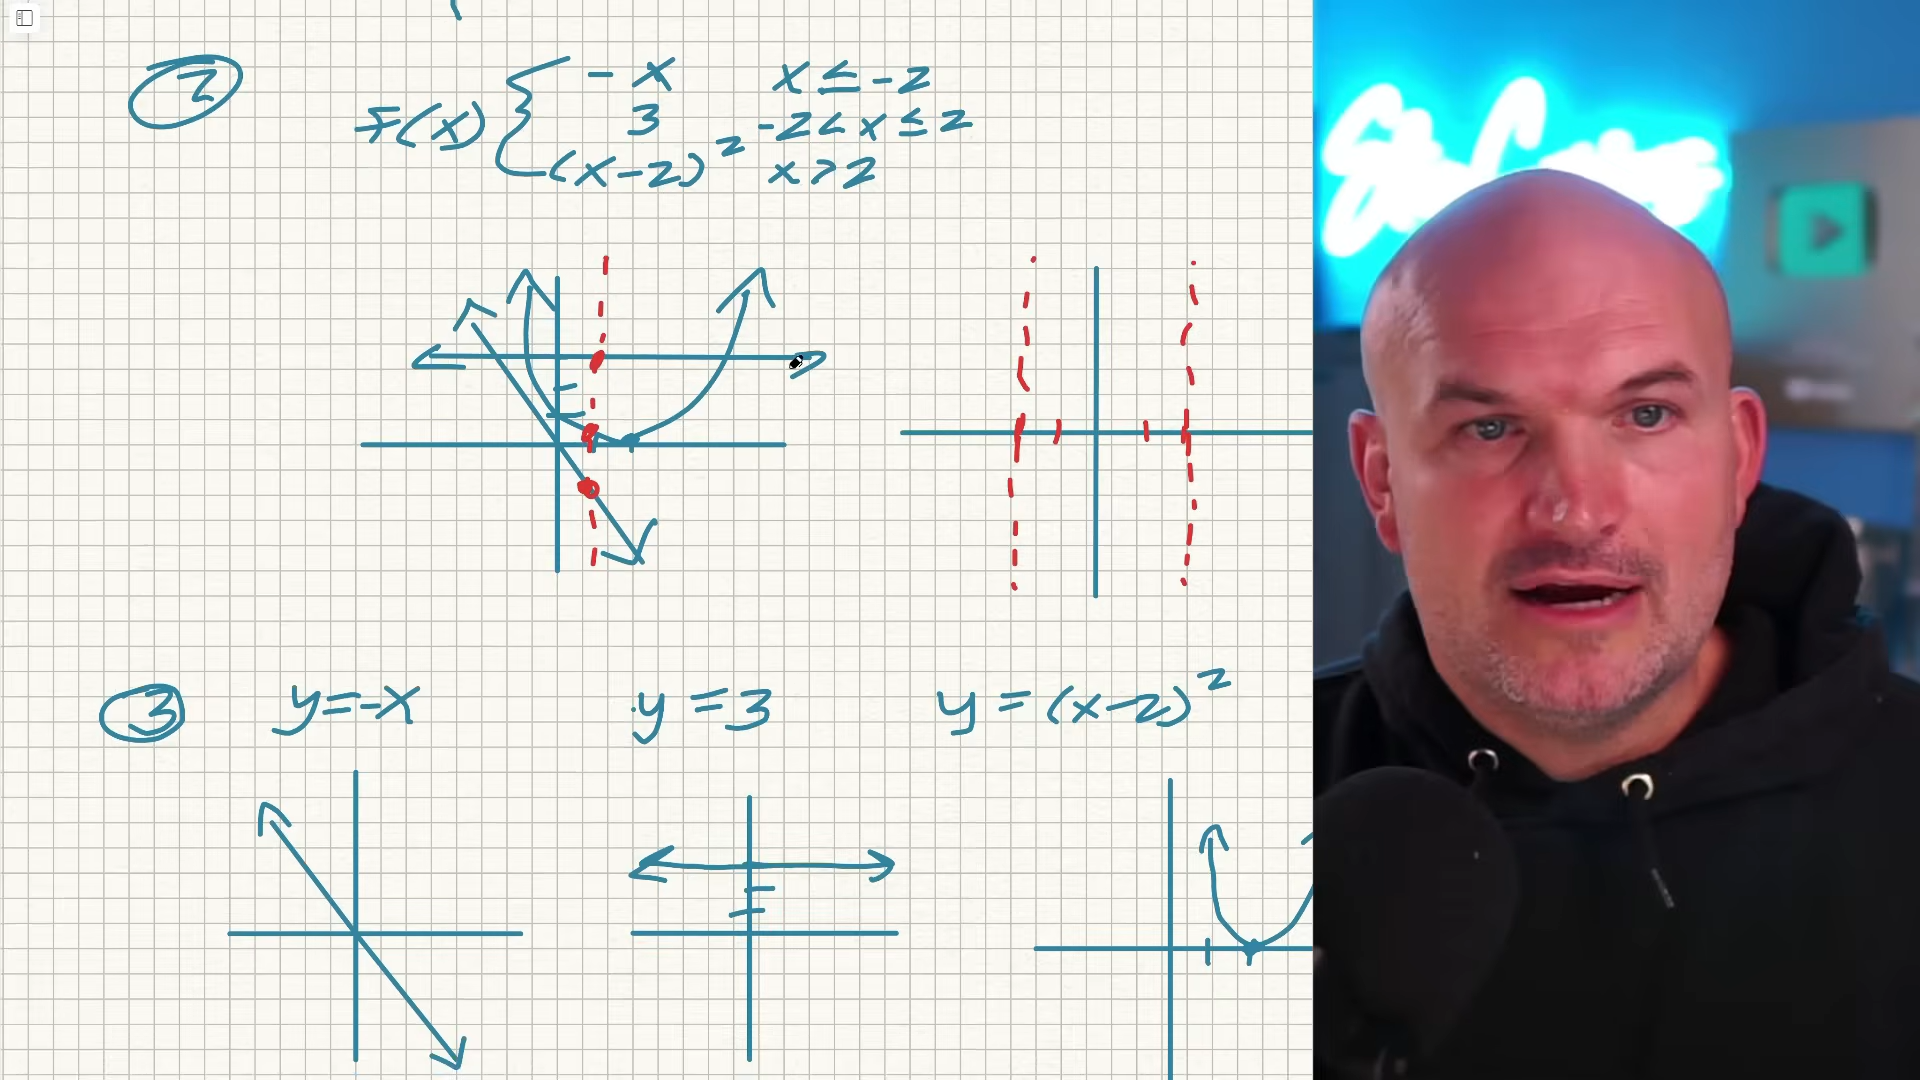 2
F(x) { -x   x ≤ -2
3   -2 < x ≤ 2
(x-2)²   x > 2
3   y=-x   y=3   y=(x-2)²